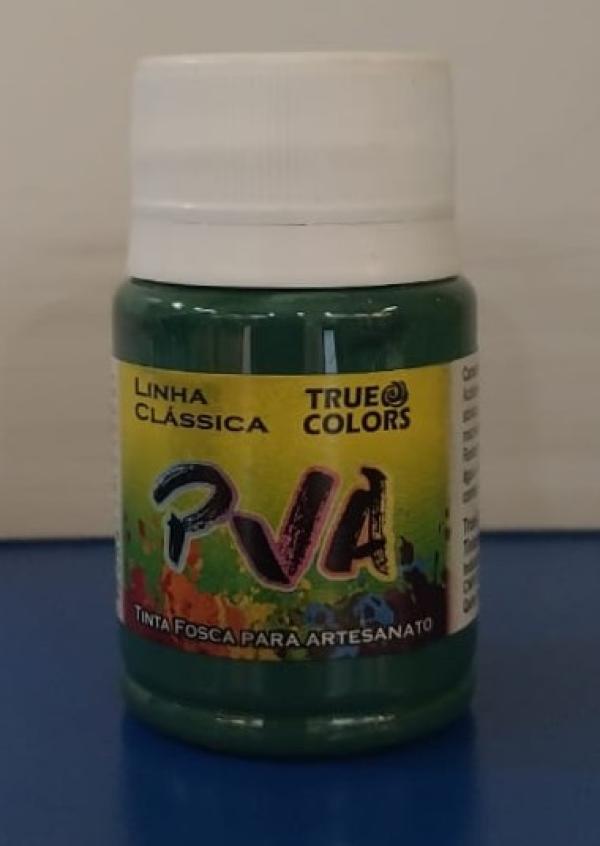 LINHA
CLÁSSICA
TRUE
COLORS
PVA
TINTA FOSCA PARA ARTESANATO